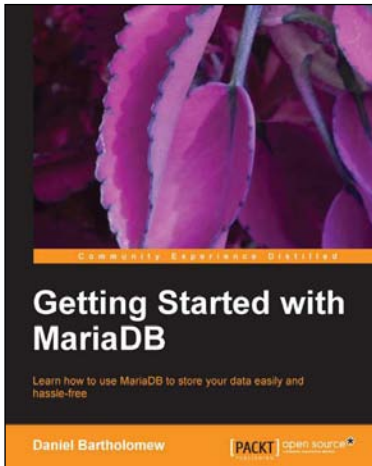 Community Experience Distilled
Getting Started with
MariaDB
Learn how to use MariaDB to store your data easily and
hassle-free
Daniel Bartholomew
[PACKT] open source*
PUBLISHING